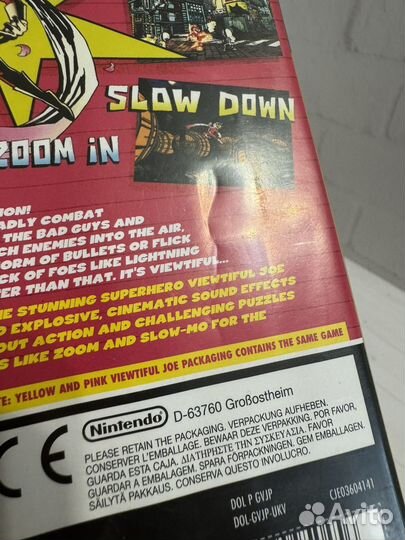 SLOW DOWN
ZOOM IN
ION!
EADLY COMBAT
THE BAD GUYS AND
CH ENEMIES INTO THE AIR,
ORM OF BULLETS OR FLICK
CK OF FOES LIKE LIGHTNING
TER THAN THAT. IT'S VIEWTIFUL...
E STUNNING SUPERHERO VIEWTIFUL JOE
D EXPLOSIVE, CINEMATIC SOUND EFFECTS
OUT ACTION AND CHALLENGING PUZZLES
S LIKE ZOOM AND SLOW-MO FOR THE
TE: YELLOW AND PINK VIEWTIFUL JOE PACKAGING CONTAINS THE SAME GAME
Nintendo D-63760 Großostheim
CE
PLEASE RETAIN THE PACKAGING. VERPACKUNG AUFHEBEN.
CONSERVER L'EMBALLAGE. BEWAAR DEZE VERPAKKING. POR FAVOR,
GUARDA ESTA CAJA. ΔΙΑΤΗΡΗΣΤΕ ΤΗΝ ΣΥΣΚΕΥΑΣΙΑ. FAVOR
GUARDAR A EMBALAGEM. SPARA FÖRPACKNINGEN. GEM EMBALLAGEN.
SÄILYTÄ PAKKAUS. CONSERVA QUESTO INVOLUCRO.
DOL P GVJP
DOL-GVJP-UKV
CJE03604141
Avito